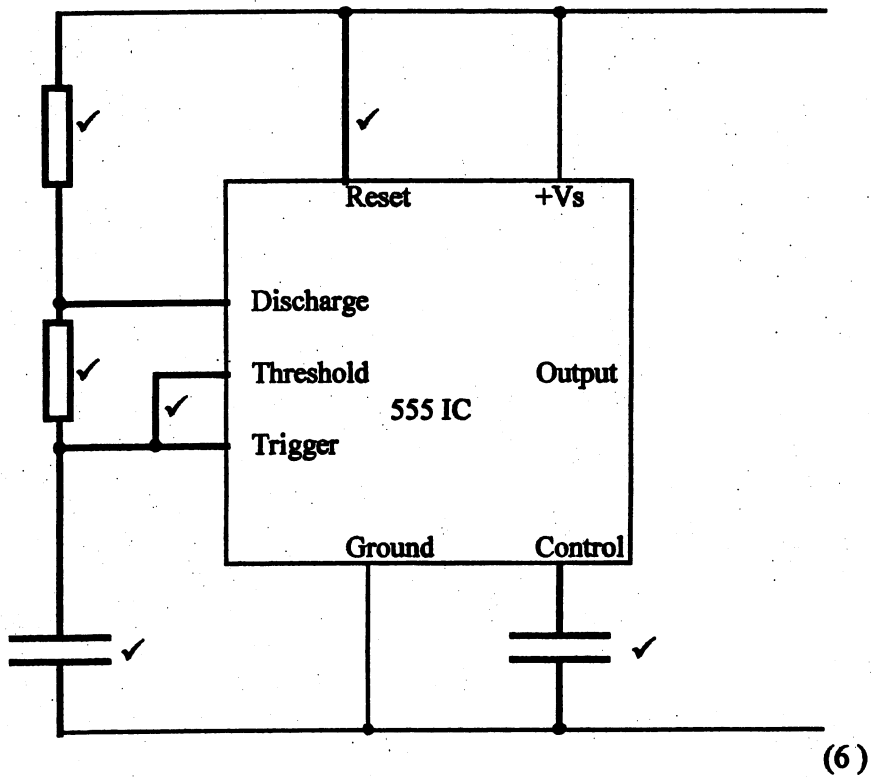 Reset +Vs
Discharge
Threshold Output
555 IC
Trigger
Ground Control
(6)